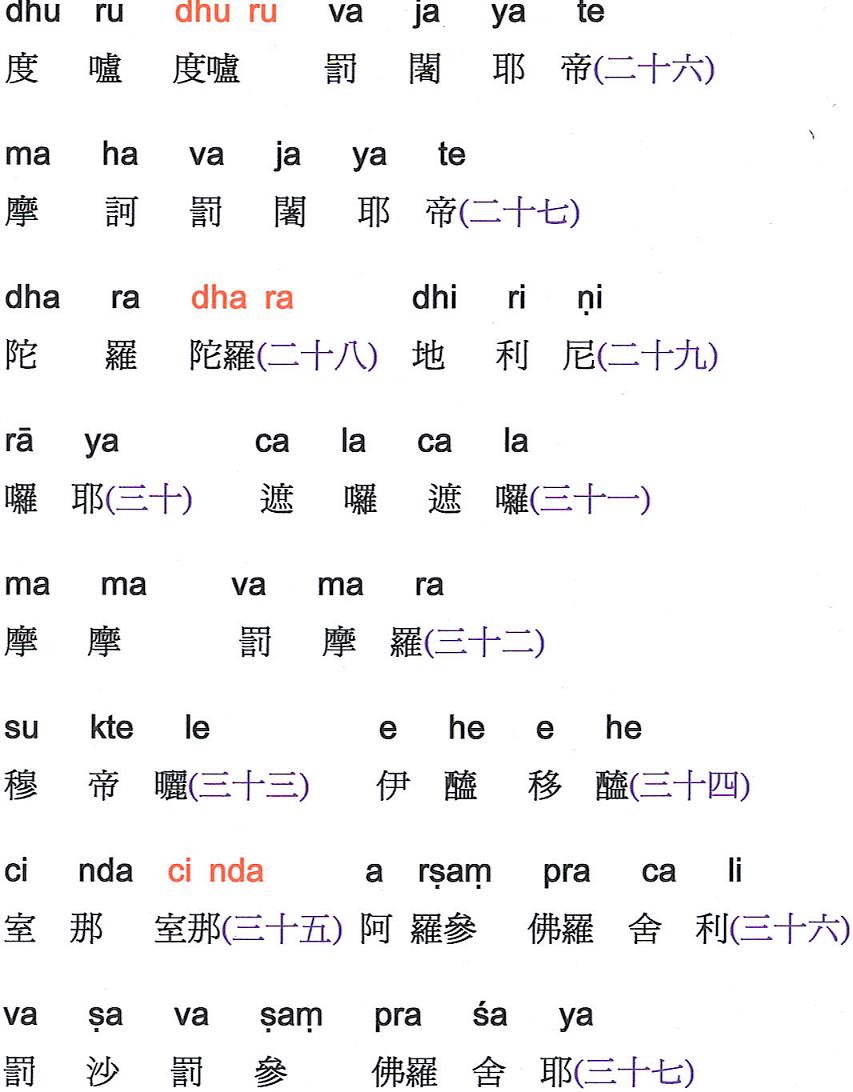 dhu ru dhu ru va ja ya te
度 嚧 度嚧 罰 闍 耶 帝(二十六)
ma ha va ja ya te
摩 訶 罰 闍 耶 帝(二十七)
dha ra dha ra dhi ri ṇi
陀 羅 陀羅(二十八) 地 利 尼(二十九)
rā ya ca la ca la
囉 耶(三十) 遮 囉 遮 囉(三十一)
ma ma va ma ra
摩 摩 罰 摩 羅(三十二)
su kte le e he e he
穆 帝 曬(三十三) 伊 醯 移 醯(三十四)
ci nda ci nda a rṣaṃ pra ca li
室 那 室那(三十五) 阿 羅參 佛羅 舍 利(三十六)
va ṣa va ṣaṃ pra śa ya
罰 沙 罰 參 佛羅 舍 耶(三十七)